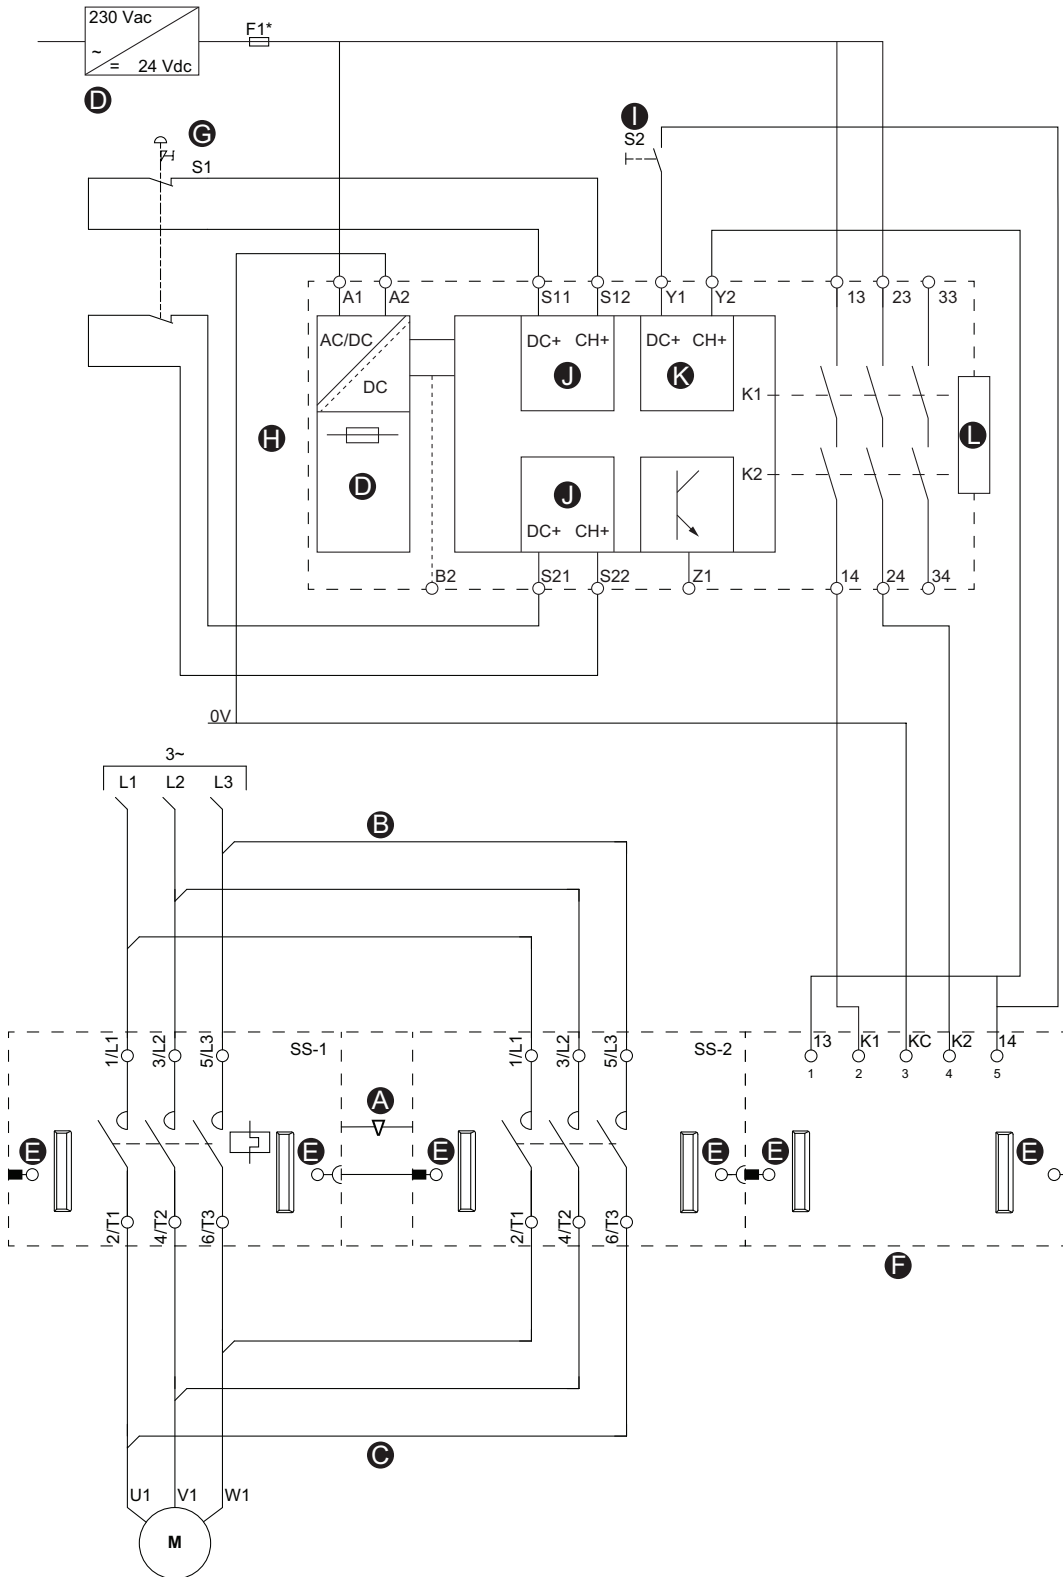 230 Vac
~
= 24 Vdc
F1*
D
G
S1
I
S2
A1 A2 S11 S12 Y1 Y2 13 23 33
AC/DC
DC
DC+ CH+
J
DC+ CH+
K
K1
H
L
D
J
DC+ CH+
K2
B2 S21 S22 Z1 14 24 34
0V
3~
L1 L2 L3
B
1/L1 3/L2 5/L3 SS-1
1/L1 3/L2 5/L3 SS-2
13 K1 KC K2 14
1 2 3 4 5
A
E E E E E E
2/T1 4/T2 6/T3
2/T1 4/T2 6/T3
F
C
U1 V1 W1
M